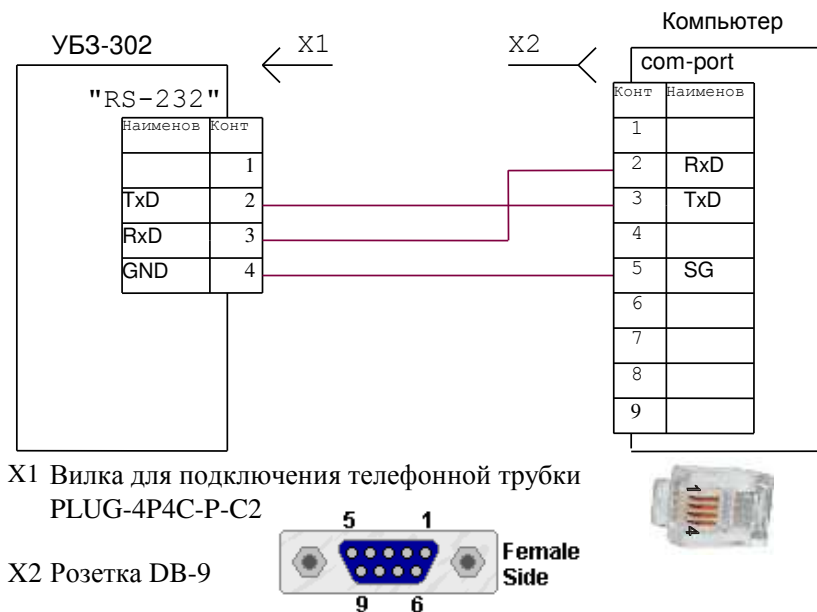 Компьютер
УБЗ-302
X1
X2
com-port
"RS-232"
Наименов Конт
1
TxD 2
RxD 3
GND 4
Конт Наименов
1
2 RxD
3 TxD
4
5 SG
6
7
8
9
X1 Вилка для подключения телефонной трубки
PLUG-4P4C-P-C2
1
4
X2 Розетка DB-9
5 1
Female
Side
9 6